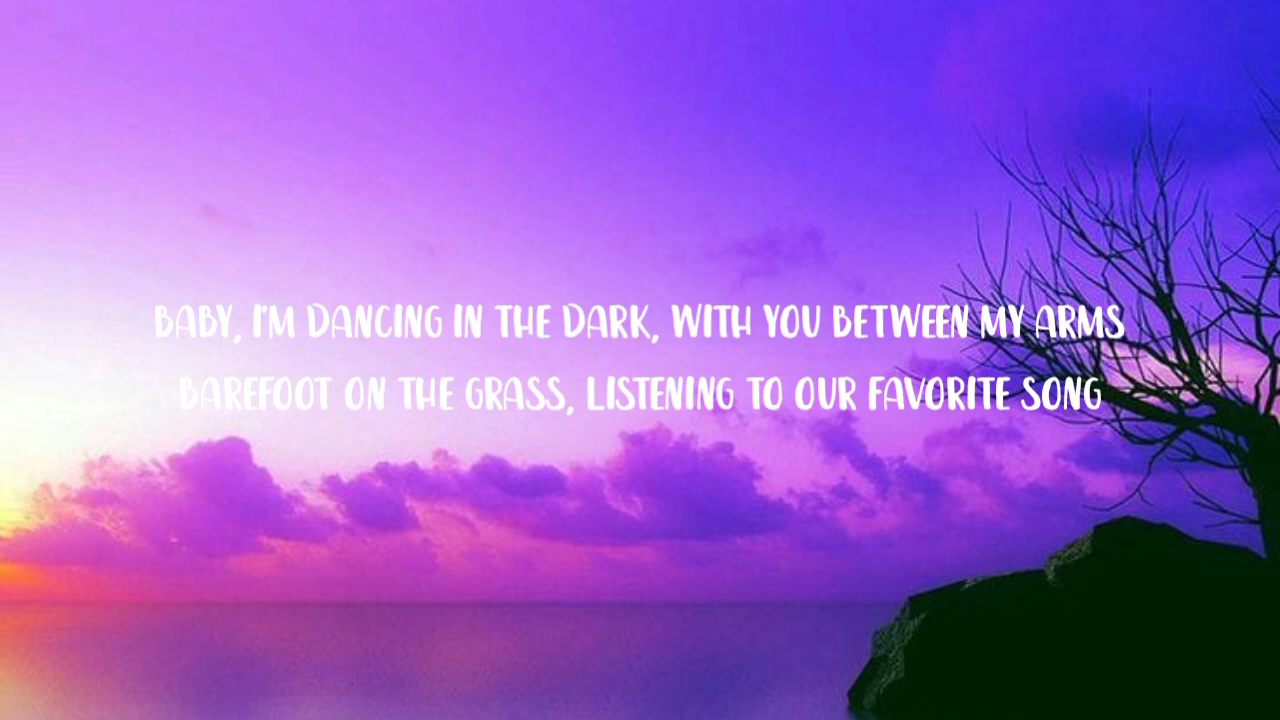 BABY, I'M DANCING IN THE DARK, WITH YOU BETWEEN MY ARMS
BAREFOOT ON THE GRASS, LISTENING TO OUR FAVORITE SONG